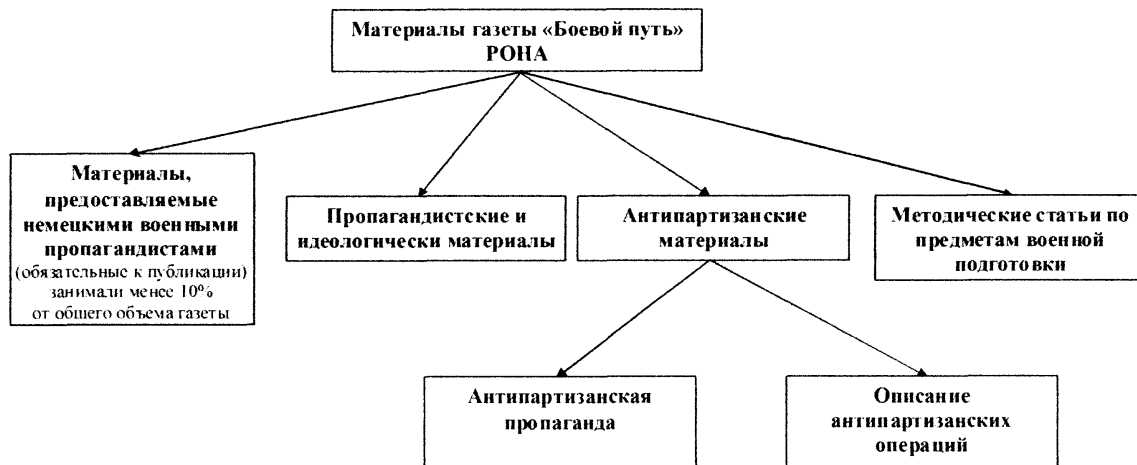 Материалы газеты «Боевой путь»
РОНА
Материалы,
предоставляемые
немецкими военными
пропагандистами
(обязательные к публикации)
занимали менее 10%
от общего объема газеты
Пропагандистские и
идеологически материалы
Антипартизанские
материалы
Методические статьи по
предметам военной
подготовки
Антипартизанская
пропаганда
Описание
антипартизанских
операций